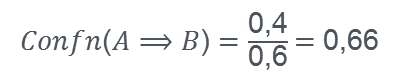 Confn(A ⟹ B) = 0,4/0,6 = 0,66